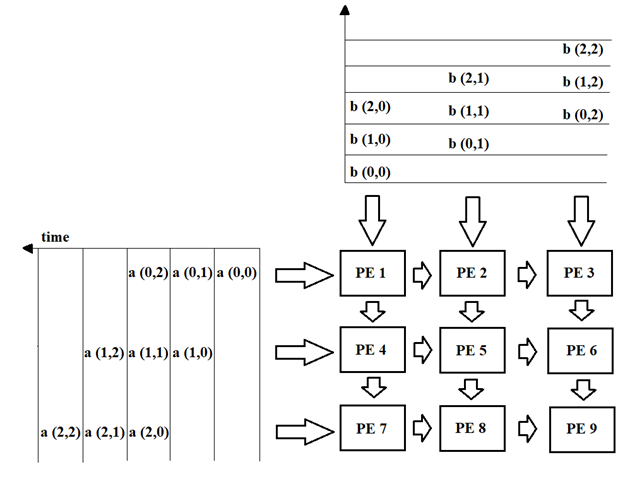 b (2,2)
b (2,1) b (1,2)
b (2,0) b (1,1) b (0,2)
b (1,0) b (0,1)
b (0,0)
time
a (0,2) a (0,1) a (0,0) PE 1 PE 2 PE 3
a (1,2) a (1,1) a (1,0) PE 4 PE 5 PE 6
a (2,2) a (2,1) a (2,0) PE 7 PE 8 PE 9